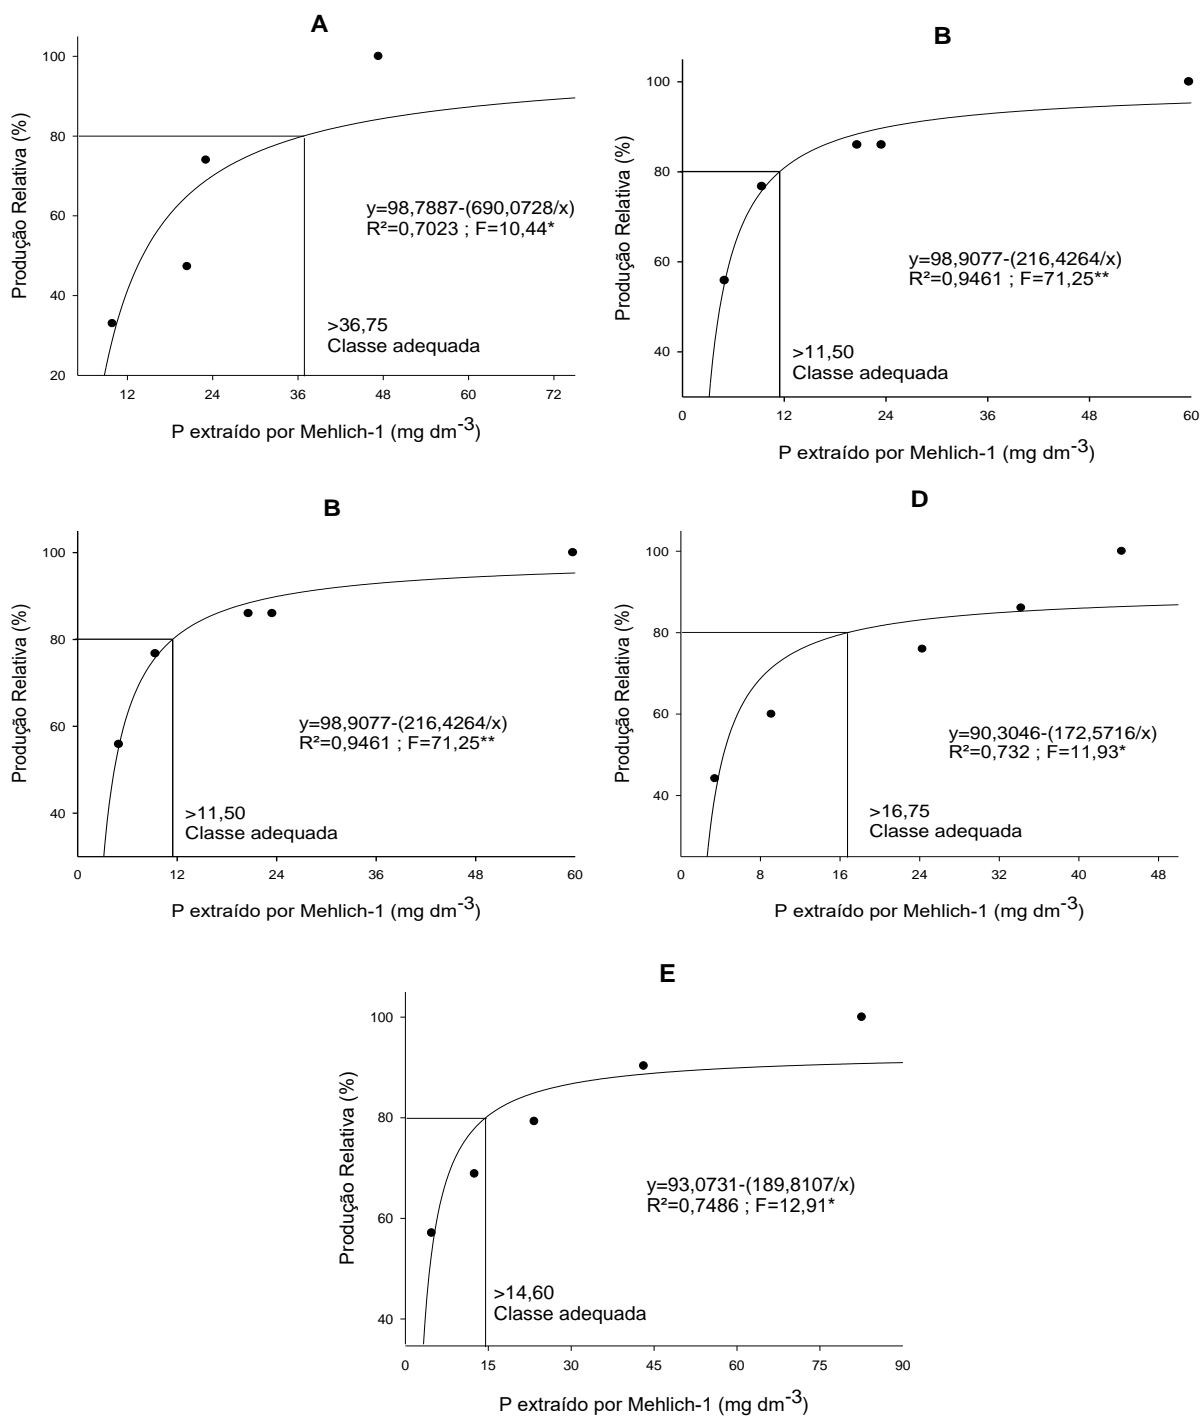 A
Produção Relativa (%)
100
80
60
40
20
y=98,7887-(690,0728/x)
R²=0,7023 ; F=10,44*
>36,75
Classe adequada
12 24 36 48 60 72
P extraído por Mehlich-1 (mg dm-3)
B
Produção Relativa (%)
100
80
60
40
y=98,9077-(216,4264/x)
R²=0,9461 ; F=71,25**
>11,50
Classe adequada
0 12 24 36 48 60
P extraído por Mehlich-1 (mg dm-3)
B
Produção Relativa (%)
100
80
60
40
y=98,9077-(216,4264/x)
R²=0,9461 ; F=71,25**
>11,50
Classe adequada
0 12 24 36 48 60
P extraído por Mehlich-1 (mg dm-3)
D
Produção Relativa (%)
100
80
60
40
y=90,3046-(172,5716/x)
R²=0,732 ; F=11,93*
>16,75
Classe adequada
0 8 16 24 32 40 48
P extraído por Mehlich-1 (mg dm-3)
E
Produção Relativa (%)
100
80
60
40
y=93,0731-(189,8107/x)
R²=0,7486 ; F=12,91*
>14,60
Classe adequada
0 15 30 45 60 75 90
P extraído por Mehlich-1 (mg dm-3)